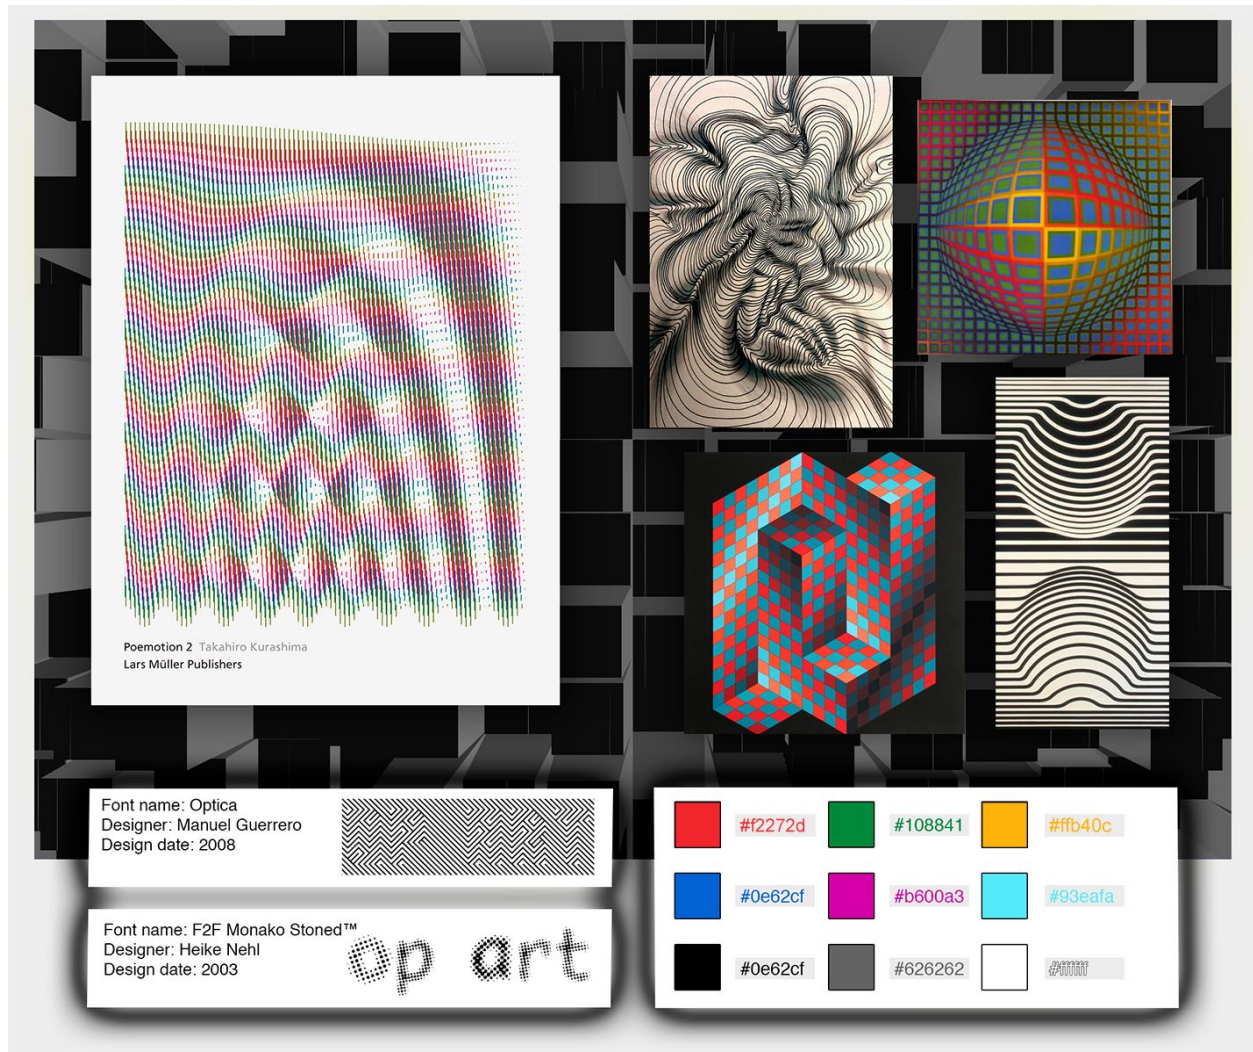 Poemotion 2 Takahiro Kurashima
Lars Müller Publishers
Font name: Optica
Designer: Manuel Guerrero
Design date: 2008
Font name: F2F Monako Stoned™
Designer: Heike Nehl
Design date: 2003
op art
#f2272d
#108841
#ffb40c
#0e62cf
#b600a3
#93eafa
#0e62cf
#626262
#ffffff